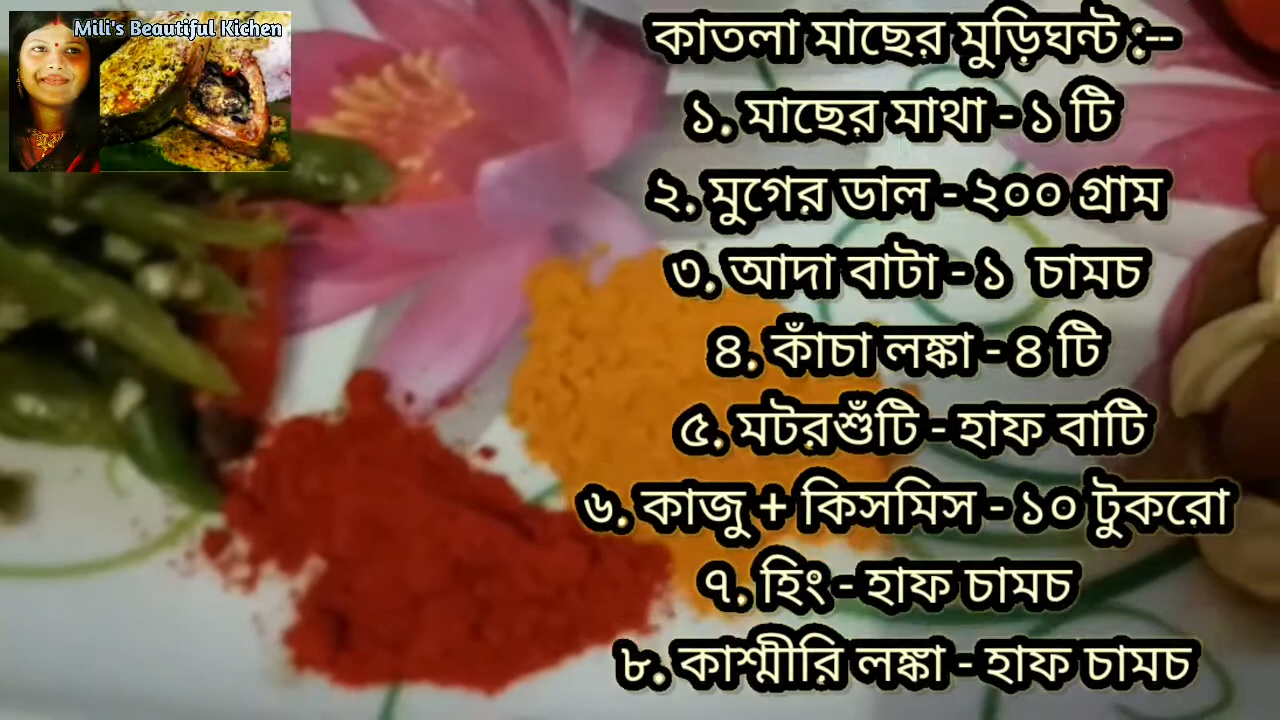 Mili's Beautiful Kichen
কাতলা মাছের মুড়িঘন্ট :--
১. মাছের মাথা - ১ টি
২. মুগের ডাল - ২০০ গ্রাম
৩. আদা বাটা - ১ চামচ
৪. কাঁচা লঙ্কা - ৪ টি
৫. মটরশুঁটি - হাফ বাটি
৬. কাজু + কিসমিস - ১০ টুকরো
৭. হিং - হাফ চামচ
৮. কাশ্মীরি লঙ্কা - হাফ চামচ